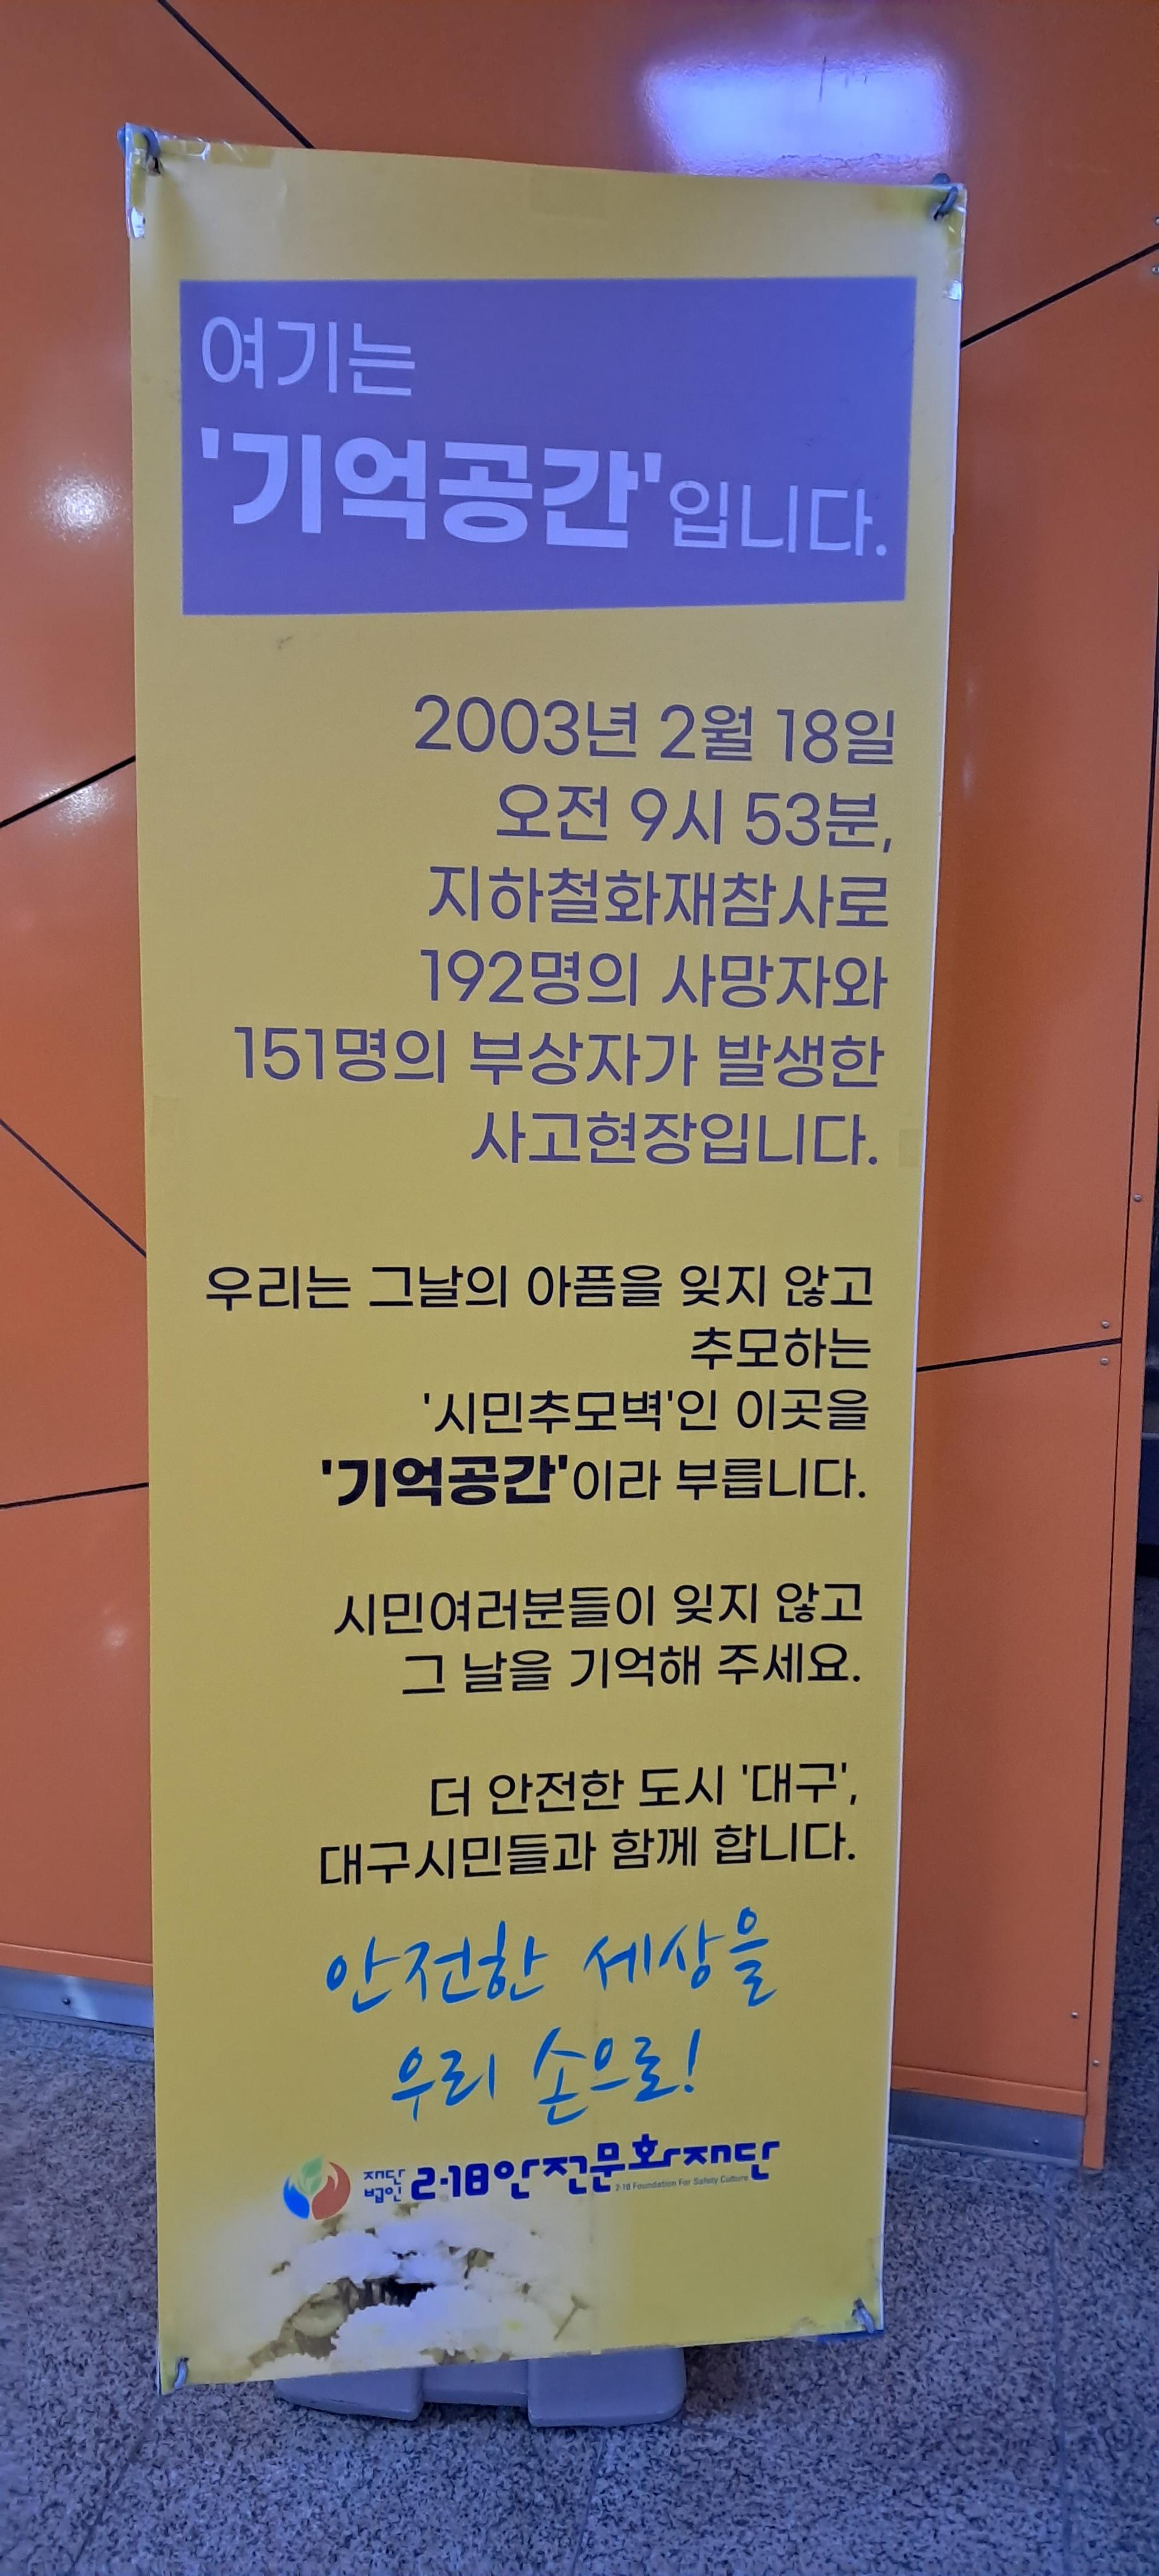 여기는
'기억공간'입니다.
2003년 2월 18일
오전 9시 53분,
지하철화재참사로
192명의 사망자와
151명의 부상자가 발생한
사고현장입니다.
우리는 그날의 아픔을 잊지 않고
추모하는
'시민추모벽'인 이곳을
'기억공간'이라 부릅니다.
시민여러분들이 잊지 않고
그 날을 기억해 주세요.
더 안전한 도시 '대구',
대구시민들과 함께 합니다.
안전한 세상을
우리 손으로!
재단법인 2·18안전문화재단
2·18 Foundation For Safety Culture